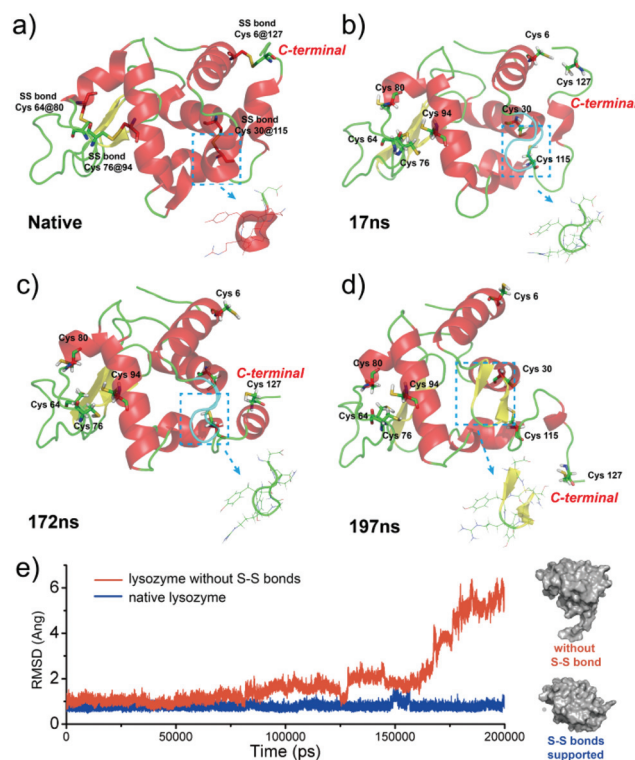 a)
SS bond
Cys 6@127
C-terminal
SS bond
Cys 64@80
SS bond
Cys 30@115
SS bond
Cys 76@94
Native
b)
Cys 6
Cys 127
C-terminal
Cys 80
Cys 94
Cys 30
Cys 64
Cys 76
Cys 115
17ns
c)
Cys 6
Cys 80
C-terminal
Cys 94
Cys 127
Cys 64
Cys 76
172ns
d)
Cys 6
Cys 80
Cys 30
Cys 94
Cys 64
Cys 76
Cys 115
Cys 127
C-terminal
197ns
e)
lysozyme without S-S bonds
native lysozyme
RMSD (Ang)
6
4
2
0
0
50000
100000
150000
200000
Time (ps)
without
S-S bond
S-S bonds
supported